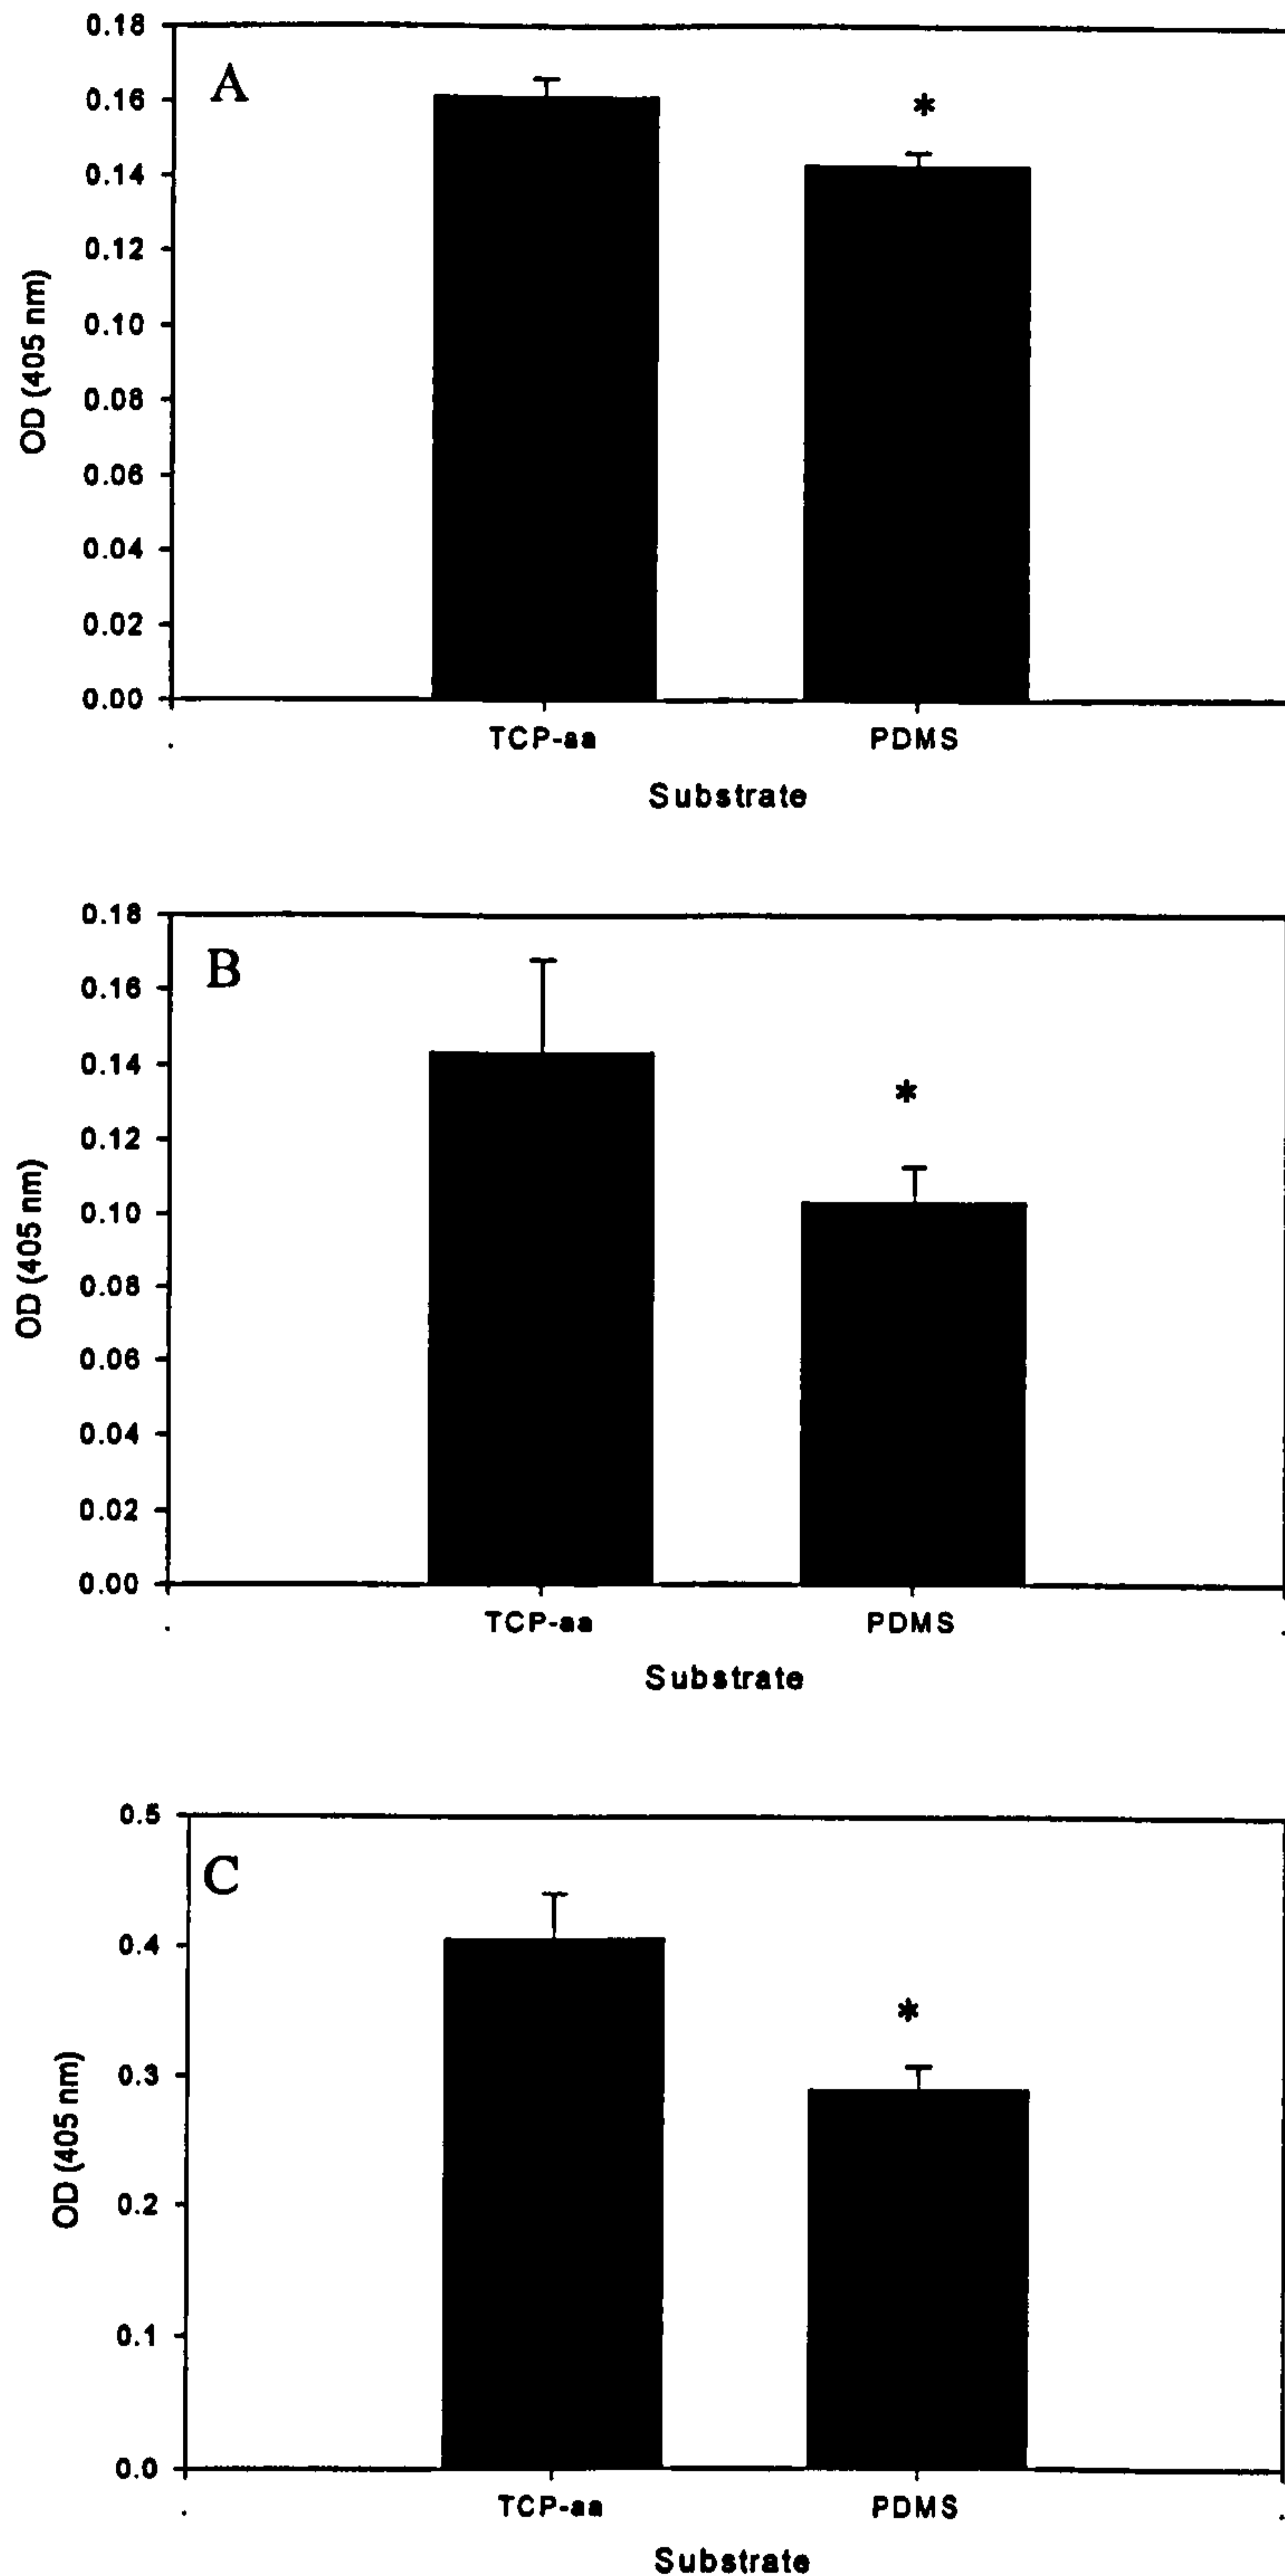 0.18
A
0.16
*
0.14
0.12
0.10
OD (405 nm)
0.08
0.06
0.04
0.02
0.00
TCP-aa PDMS
Substrate
0.18
B
0.16
0.14
*
0.12
0.10
OD (405 nm)
0.08
0.06
0.04
0.02
0.00
TCP-aa PDMS
Substrate
0.5
C
0.4
*
0.3
OD (405 nm)
0.2
0.1
0.0
TCP-aa PDMS
Substrate